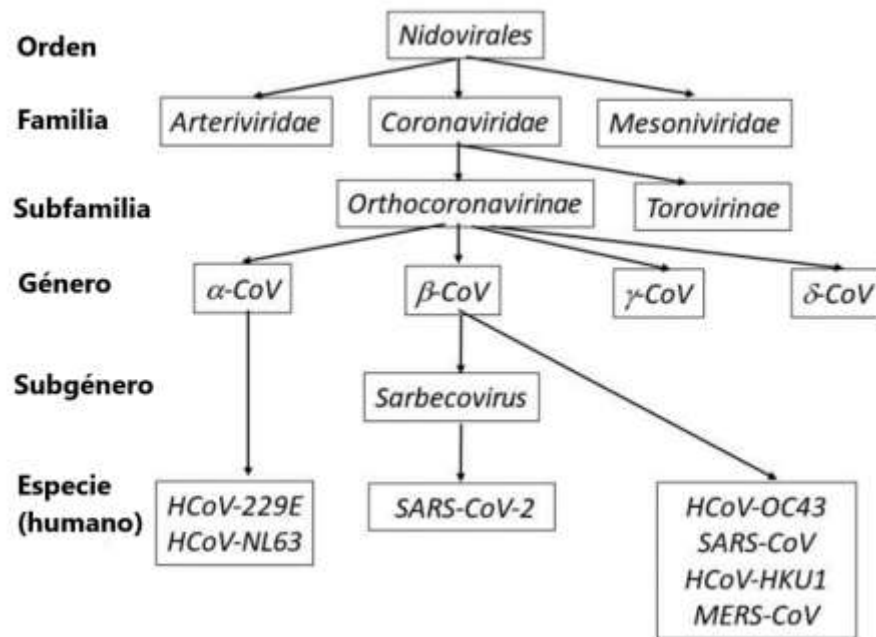 Orden
Nidovirales
Familia
Arteriviridae
Coronaviridae
Mesoniviridae
Subfamilia
Orthocoronavirinae
Torovirinae
Género
α-CoV
β-CoV
γ-CoV
δ-CoV
Subgénero
Sarbecovirus
Especie
(humano)
HCoV-229E
HCoV-NL63
SARS-CoV-2
HCoV-OC43
SARS-CoV
HCoV-HKU1
MERS-CoV